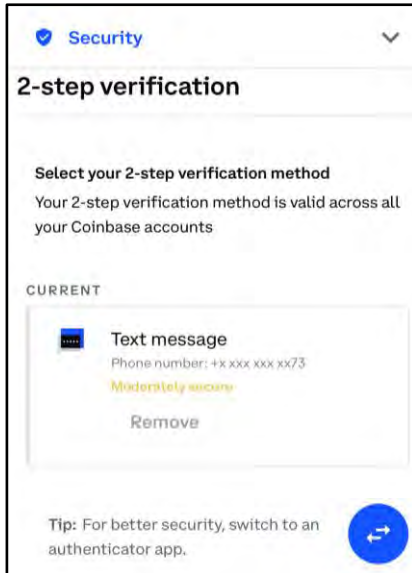 Security
2-step verification
Select your 2-step verification method
Your 2-step verification method is valid across all
your Coinbase accounts
CURRENT
Text message
Phone number: +x xxx xxx xx73
Moderately secure
Remove
Tip: For better security, switch to an
authenticator app.